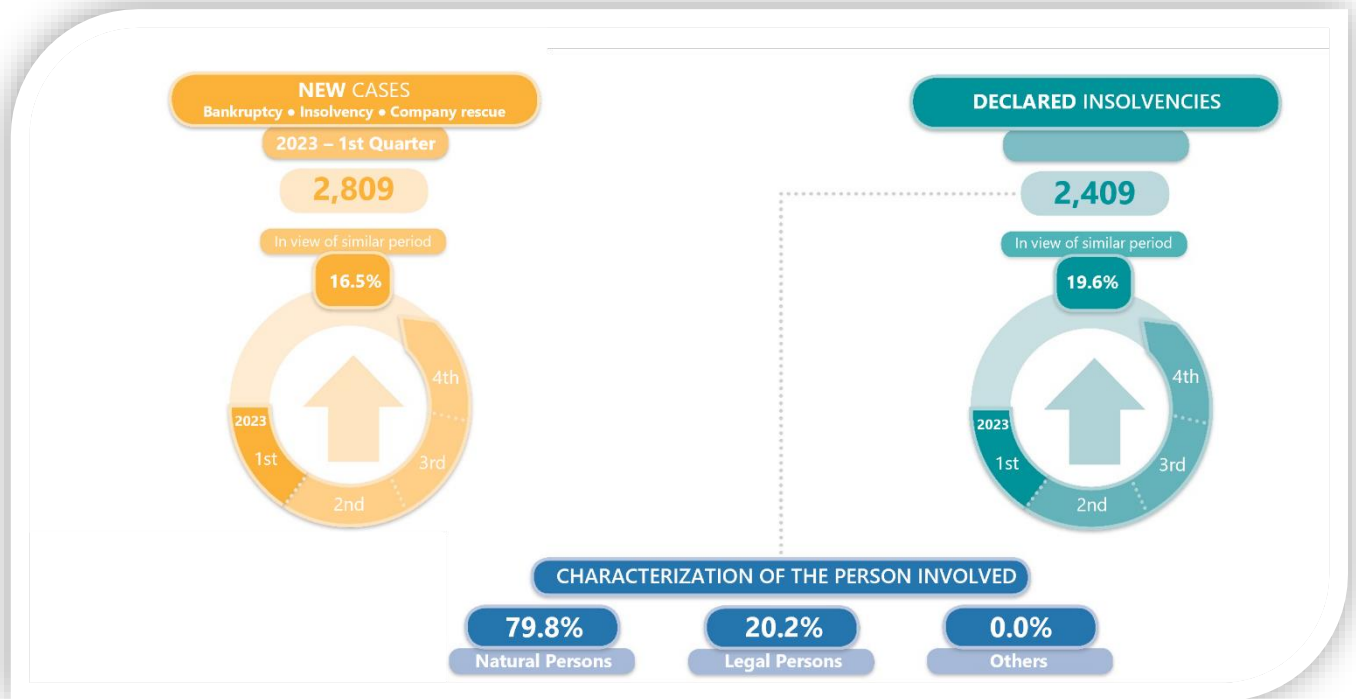 NEW CASES
Bankruptcy ● Insolvency ● Company rescue
2023 – 1st Quarter
2,809
In view of similar period
16.5%
4th
2023
1st
3rd
2nd
DECLARED INSOLVENCIES
2,409
In view of similar period
19.6%
4th
2023
1st
3rd
2nd
CHARACTERIZATION OF THE PERSON INVOLVED
79.8%
Natural Persons
20.2%
Legal Persons
0.0%
Others